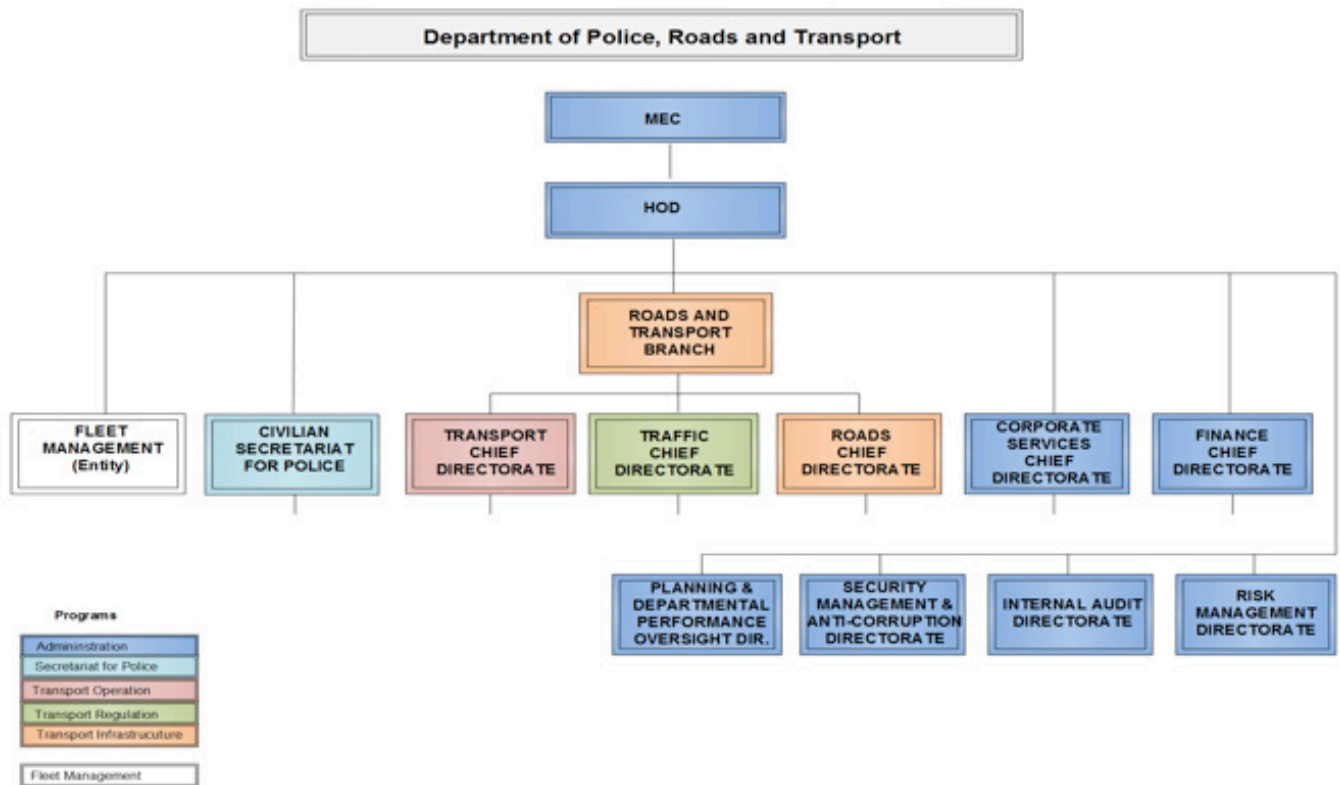 Department of Police, Roads and Transport
MEC
HOD
ROADS AND
TRANSPORT
BRANCH
FLEET
MANAGEMENT
(Entity)
CIVILIAN
SECRETARIAT
FOR POLICE
TRANSPORT
CHIEF
DIRECTORATE
TRAFFIC
CHIEF
DIRECTORATE
ROADS
CHIEF
DIRECTORATE
CORPORATE
SERVICES
CHIEF
DIRECTORATE
FINANCE
CHIEF
DIRECTORATE
PLANNING &
DEPARTMENTAL
PERFORMANCE
OVERSIGHT DIR.
SECURITY
MANAGEMENT &
ANTI-CORRUPTION
DIRECTORATE
INTERNAL AUDIT
DIRECTORATE
RISK
MANAGEMENT
DIRECTORATE
Programs
Admininstration
Secretariat for Police
Transport Operation
Transport Regulation
Transport Infrastrucuture
Fleet Management